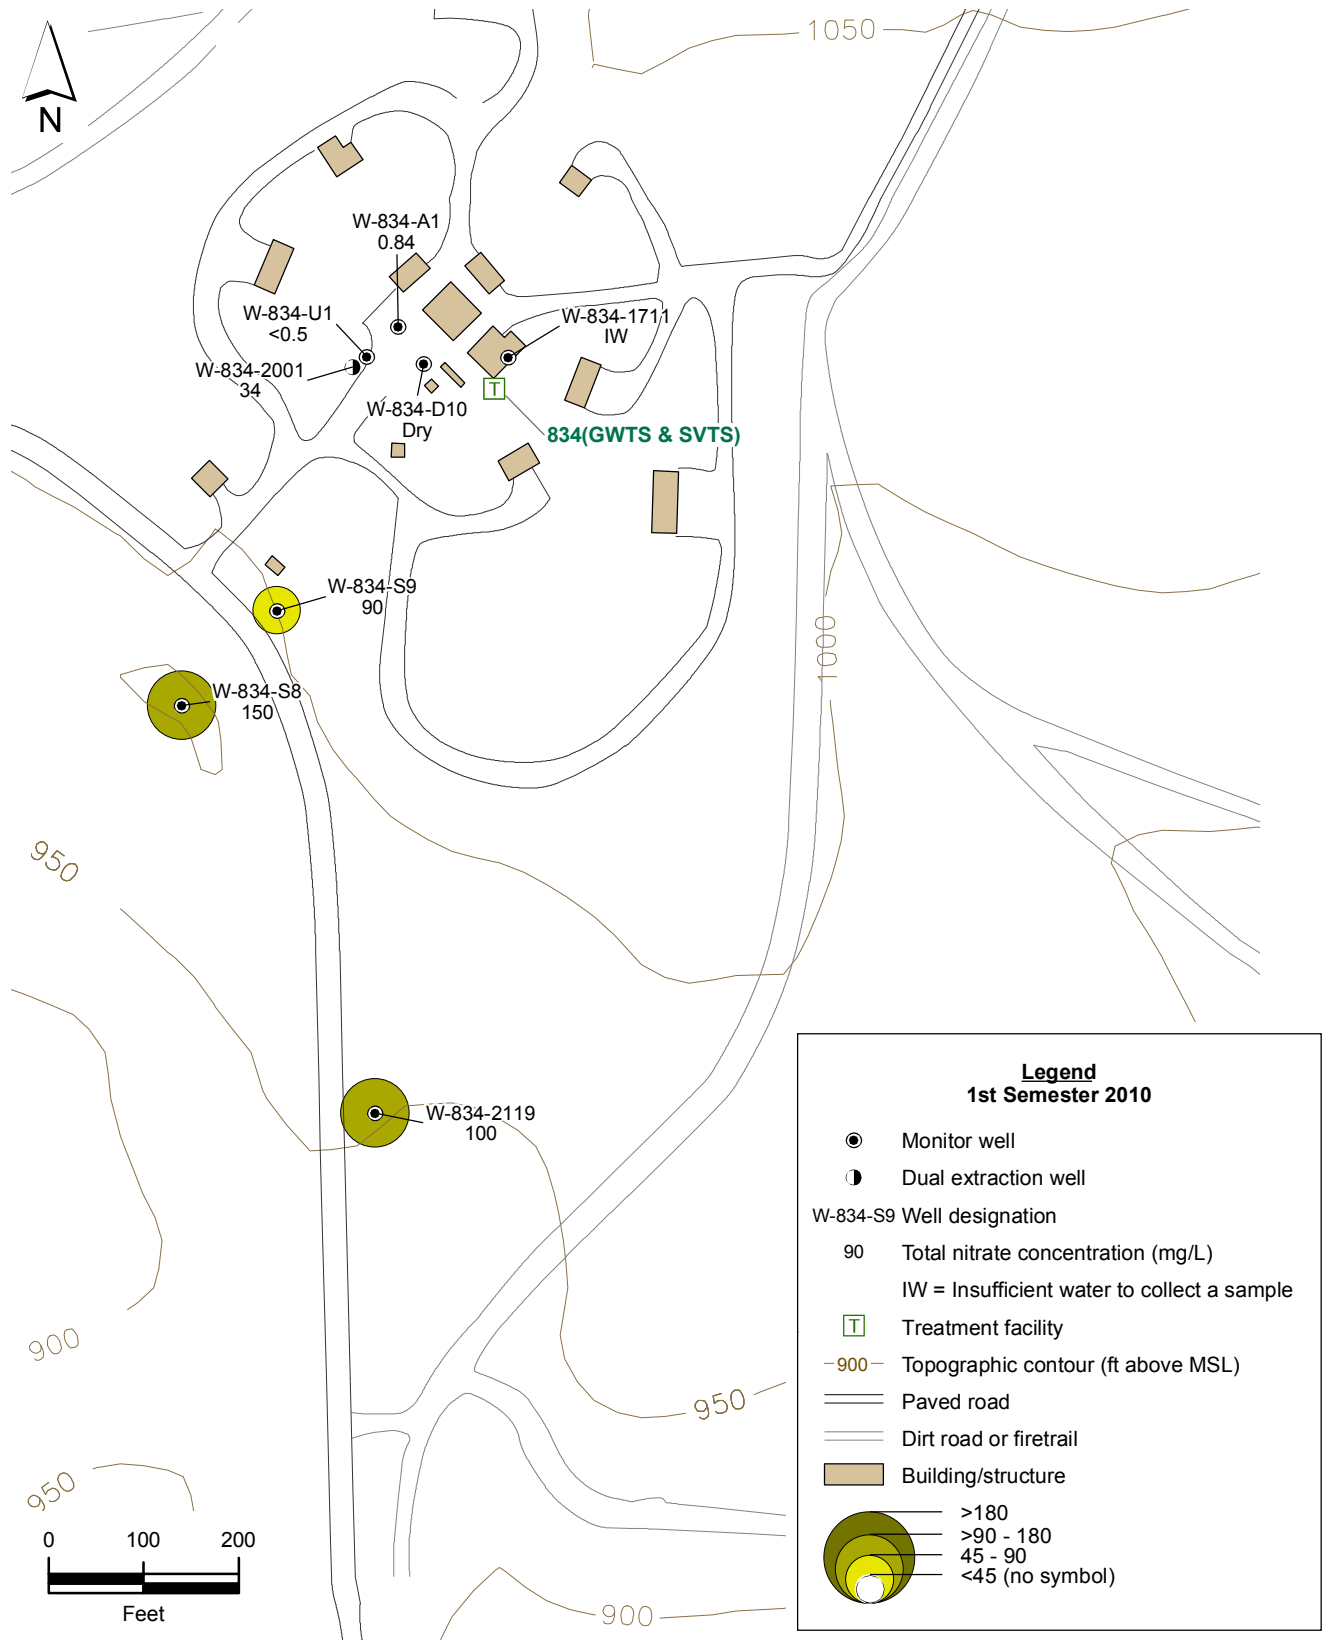 1050
N
W-834-A1
0.84
W-834-U1
<0.5
W-834-1711
IW
W-834-2001
34
W-834-D10
Dry
T
834(GWTS & SVTS)
W-834-S9
90
1000
W-834-S8
150
950
W-834-2119
100
900
950
950
900
0 100 200
Feet
Legend
1st Semester 2010
Monitor well
Dual extraction well
W-834-S9 Well designation
90 Total nitrate concentration (mg/L)
IW = Insufficient water to collect a sample
T Treatment facility
900 Topographic contour (ft above MSL)
Paved road
Dirt road or firetrail
Building/structure
>180
>90 - 180
45 - 90
<45 (no symbol)